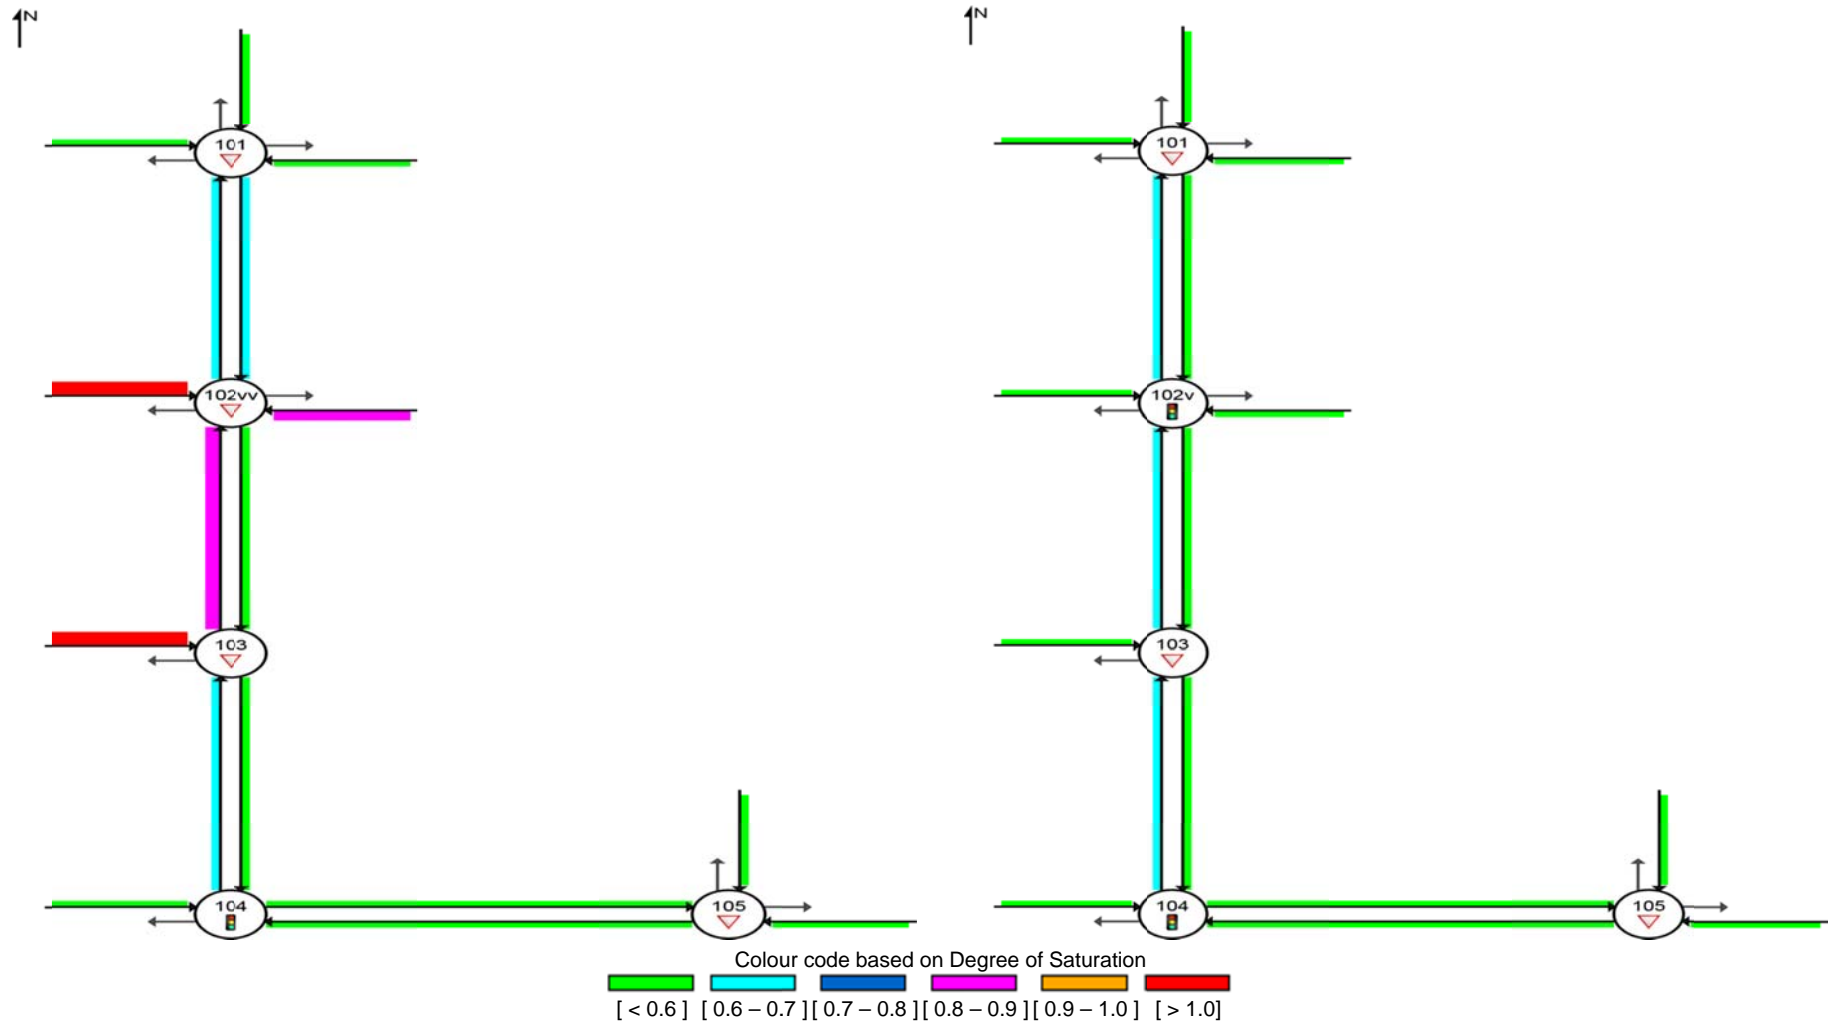 N
N
101
101
102vv
102v
103
103
104
105
104
105
Colour code based on Degree of Saturation
[ < 0.6 ] [ 0.6 – 0.7 ] [ 0.7 – 0.8 ] [ 0.8 – 0.9 ] [ 0.9 – 1.0 ] [ > 1.0]